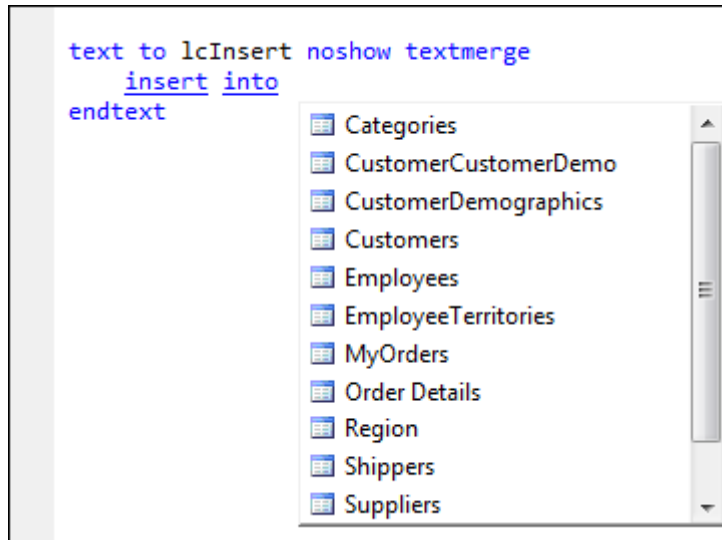 text to lcInsert noshow textmerge
insert into
endtext
Categories
CustomerCustomerDemo
CustomerDemographics
Customers
Employees
EmployeeTerritories
MyOrders
Order Details
Region
Shippers
Suppliers